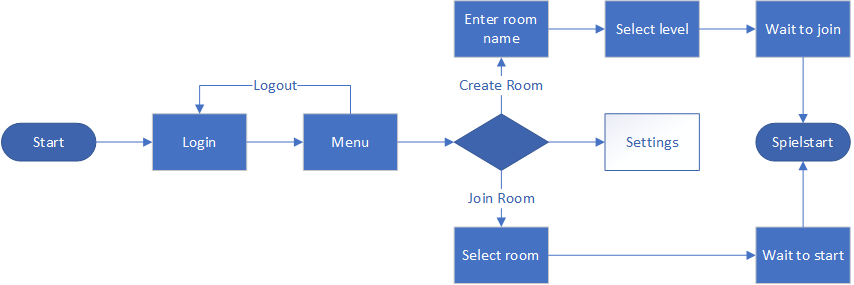 Enter room
name
Select level
Wait to join
Logout
Create Room
Start
Login
Menu
Settings
Spielstart
Join Room
Select room
Wait to start